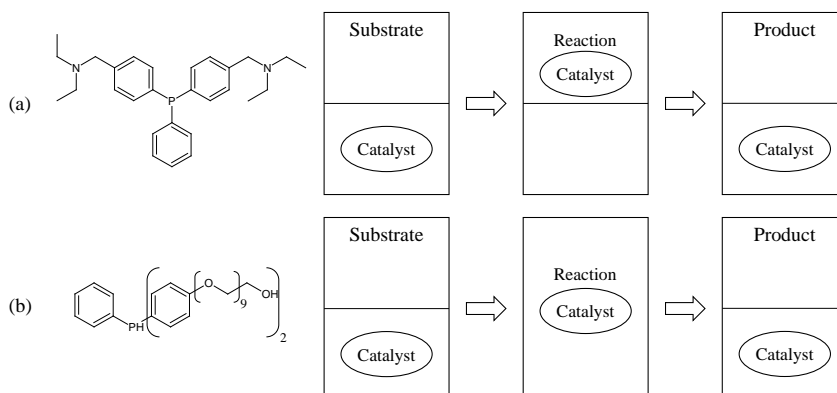 Substrate
Reaction
Product
(a)
N
P
N
Catalyst
Catalyst
Catalyst
Substrate
Reaction
Product
(b)
PH
O
9
OH
2
Catalyst
Catalyst
Catalyst